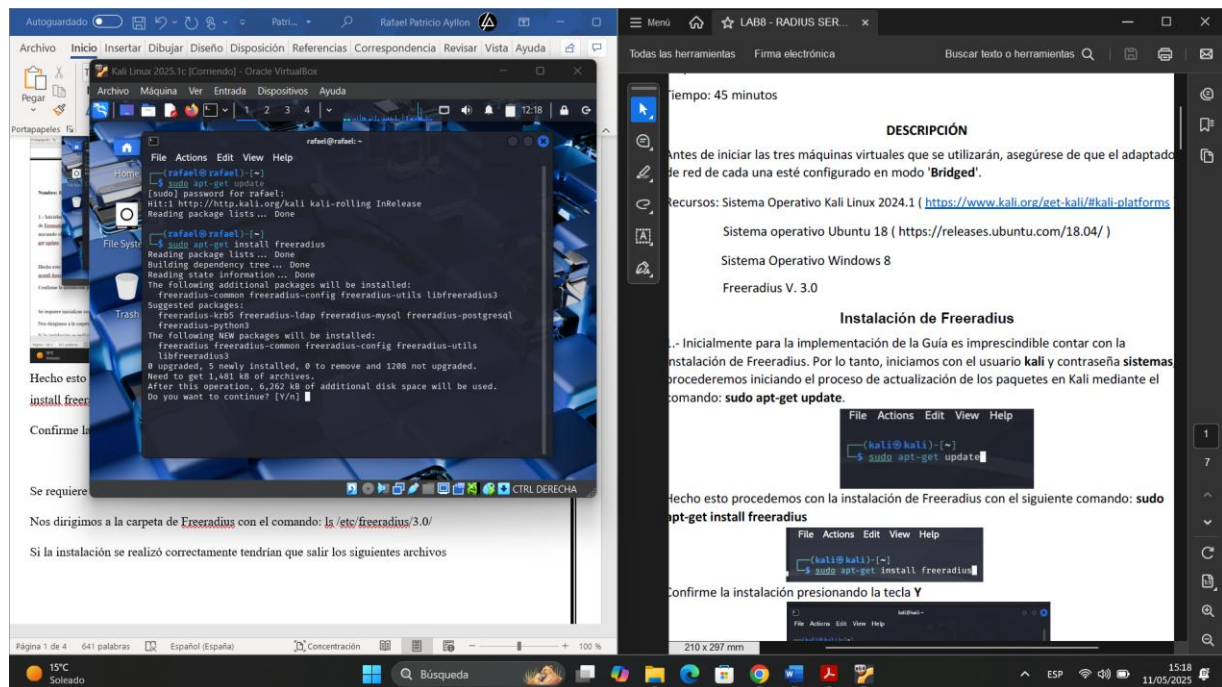 Autoguardado
Patri...
Rafael Patricio Ayllon
Archivo Inicio Insertar Dibujar Diseño Disposición Referencias Correspondencia Revisar Vista Ayuda
Pegar
Portapapeles
Kali Linux 2025.1c [Corriendo] - Oracle VirtualBox
Archivo Máquina Ver Entrada Dispositivos Ayuda
1 2 3 4
12:18
Home
File Syste
Trash
rafael@rafael: ~
File Actions Edit View Help
(rafael㉿rafael)-[~]
$ sudo apt-get update
[sudo] password for rafael:
Hit:1 http://http.kali.org/kali kali-rolling InRelease
Reading package lists... Done
(rafael㉿rafael)-[~]
$ sudo apt-get install freeradius
Reading package lists... Done
Building dependency tree... Done
Reading state information... Done
The following additional packages will be installed:
freeradius-common freeradius-config freeradius-utils libfreeradius3
Suggested packages:
freeradius-krb5 freeradius-ldap freeradius-mysql freeradius-postgresql
freeradius-python3
The following NEW packages will be installed:
freeradius freeradius-common freeradius-config freeradius-utils
libfreeradius3
0 upgraded, 5 newly installed, 0 to remove and 1208 not upgraded.
Need to get 1,481 kB of archives.
After this operation, 6,262 kB of additional disk space will be used.
Do you want to continue? [Y/n]
CTRL DERECHA
Hecho esto
install freer
Confirme la
Se requiere
Nos dirigimos a la carpeta de Freeradius con el comando: ls /etc/freeradius/3.0/
Si la instalación se realizó correctamente tendrían que salir los siguientes archivos
Página 1 de 4 641 palabras Español (España) Concentración 100 %
Menú
LAB8 - RADIUS SER...
Todas las herramientas Firma electrónica Buscar texto o herramientas
Tiempo: 45 minutos
DESCRIPCIÓN
Antes de iniciar las tres máquinas virtuales que se utilizarán, asegúrese de que el adaptado
de red de cada una esté configurado en modo 'Bridged'.
Recursos: Sistema Operativo Kali Linux 2024.1 ( https://www.kali.org/get-kali/#kali-platforms
Sistema operativo Ubuntu 18 ( https://releases.ubuntu.com/18.04/ )
Sistema Operativo Windows 8
Freeradius V. 3.0
Instalación de Freeradius
1.- Inicialmente para la implementación de la Guía es imprescindible contar con la
instalación de Freeradius. Por lo tanto, iniciamos con el usuario kali y contraseña sistemas
procederemos iniciando el proceso de actualización de los paquetes en Kali mediante el
comando: sudo apt-get update.
File Actions Edit View Help
(kali㉿kali)-[~]
$ sudo apt-get update
Hecho esto procedemos con la instalación de Freeradius con el siguiente comando: sudo
apt-get install freeradius
File Actions Edit View Help
(kali㉿kali)-[~]
$ sudo apt-get install freeradius
Confirme la instalación presionando la tecla Y
File Actions Edit View Help
210 x 297 mm
1
7
15°C
Soleado
Búsqueda
ESP
15:18
11/05/2025